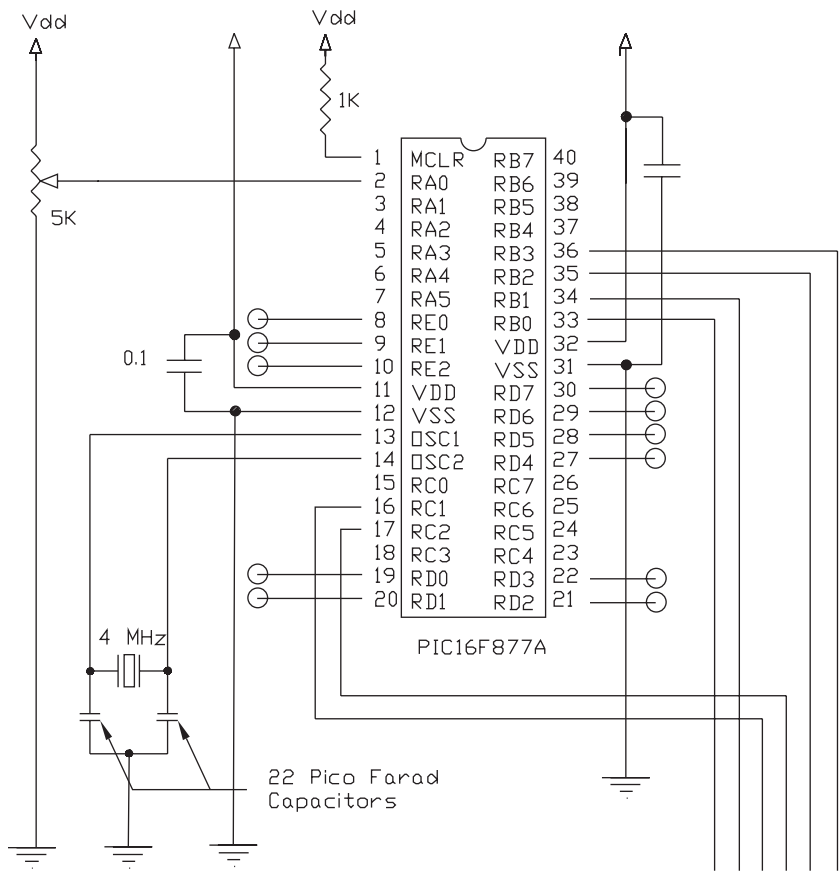 Vdd
Vdd
1K
5K
1 MCLR RB7 40
2 RA0 RB6 39
3 RA1 RB5 38
4 RA2 RB4 37
5 RA3 RB3 36
6 RA4 RB2 35
7 RA5 RB1 34
8 RE0 RB0 33
9 RE1 VDD 32
0.1
10 RE2 VSS 31
11 VDD RD7 30
12 VSS RD6 29
13 OSC1 RD5 28
14 OSC2 RD4 27
15 RC0 RC7 26
16 RC1 RC6 25
17 RC2 RC5 24
18 RC3 RC4 23
19 RD0 RD3 22
20 RD1 RD2 21
4 MHz
PIC16F877A
22 Pico Farad
Capacitors